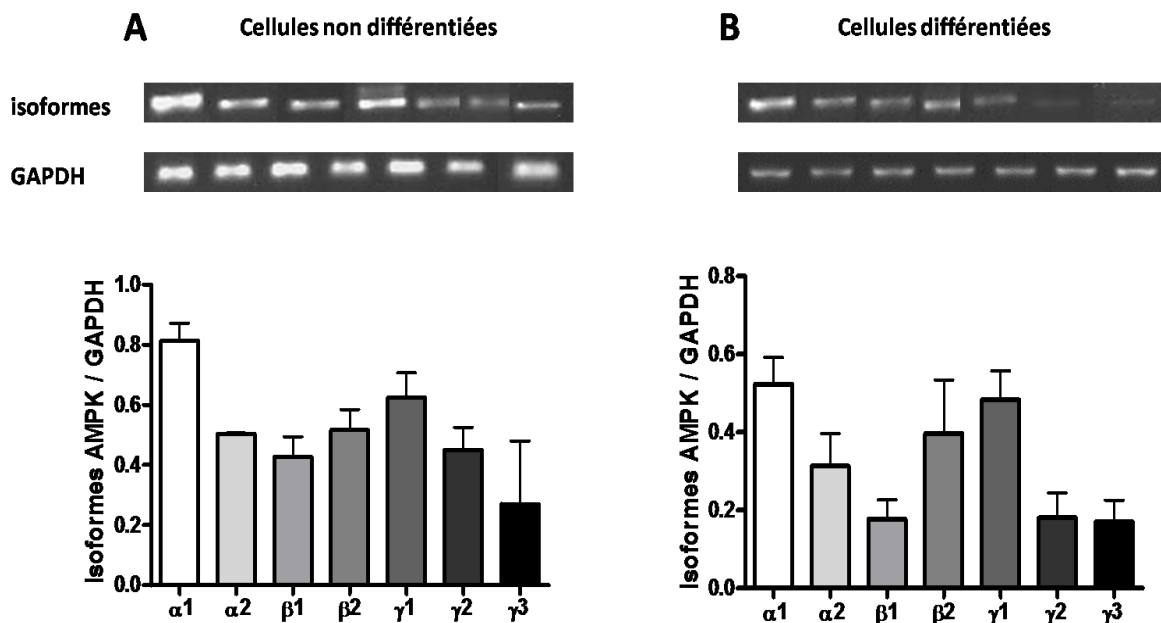 A Cellules non différentiées
B Cellules différentiées
isoformes
GAPDH
Isoformes AMPK / GAPDH
1.0
0.8
0.6
0.4
0.2
0.0
α1 α2 β1 β2 γ1 γ2 γ3
Isoformes AMPK / GAPDH
0.8
0.6
0.4
0.2
0.0
α1 α2 β1 β2 γ1 γ2 γ3